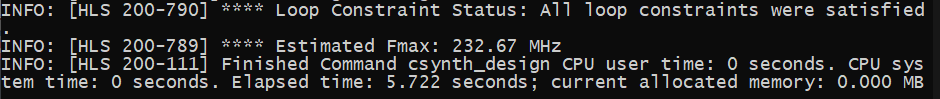 INFO: [HLS 200-790] **** Loop Constraint Status: All loop constraints were satisfied
.
INFO: [HLS 200-789] **** Estimated Fmax: 232.67 MHz
INFO: [HLS 200-111] Finished Command csynth_design CPU user time: 0 seconds. CPU sys
tem time: 0 seconds. Elapsed time: 5.722 seconds; current allocated memory: 0.000 MB